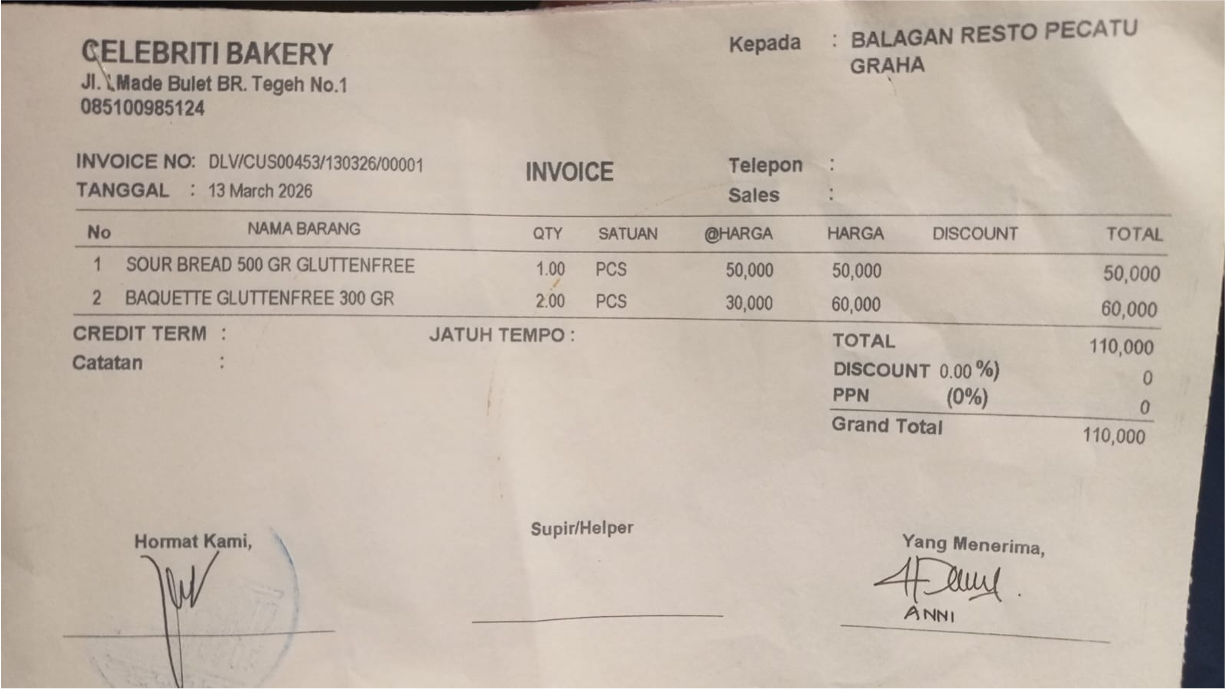 CELEBRITI BAKERY
Jl. I Made Bulet BR. Tegeh No.1
085100985124
Kepada : BALAGAN RESTO PECATU
GRAHA
INVOICE NO: DLV/CUS00453/130326/00001
TANGGAL : 13 March 2026
INVOICE
Telepon :
Sales :
No NAMA BARANG QTY SATUAN @HARGA HARGA DISCOUNT TOTAL
1 SOUR BREAD 500 GR GLUTTENFREE 1.00 PCS 50,000 50,000 50,000
2 BAQUETTE GLUTTENFREE 300 GR 2.00 PCS 30,000 60,000 60,000
CREDIT TERM : JATUH TEMPO :
Catatan :
TOTAL 110,000
DISCOUNT 0.00 %) 0
PPN (0%) 0
Grand Total 110,000
Hormat Kami,
Supir/Helper
Yang Menerima,
ANNI